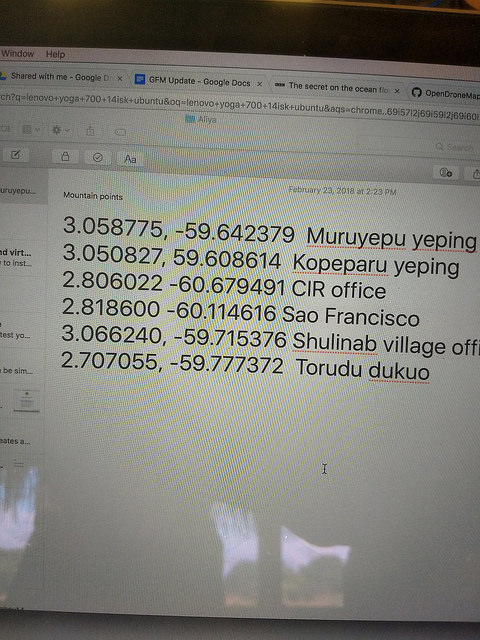 Window Help
Shared with me - Google Dr × GFM Update - Google Docs × The secret on the ocean flo × OpenDroneMap
ch?q=lenovo+yoga+700+14isk+ubuntu&oq=lenovo+yoga+700+14isk+ubuntu&aqs=chrome..69i57l2j69i59l2j69i60l
Aliya
Search
Aa
uruyepu...
February 23, 2018 at 2:23 PM
Mountain points
3.058775, -59.642379 Muruyepu yeping
3.050827, 59.608614 Kopeparu yeping
2.806022 -60.679491 CIR office
2.818600 -60.114616 Sao Francisco
3.066240, -59.715376 Shulinab village offi
2.707055, -59.777372 Torudu dukuo
nd virt...
to inst...
test yo...
be sim...
eates a...